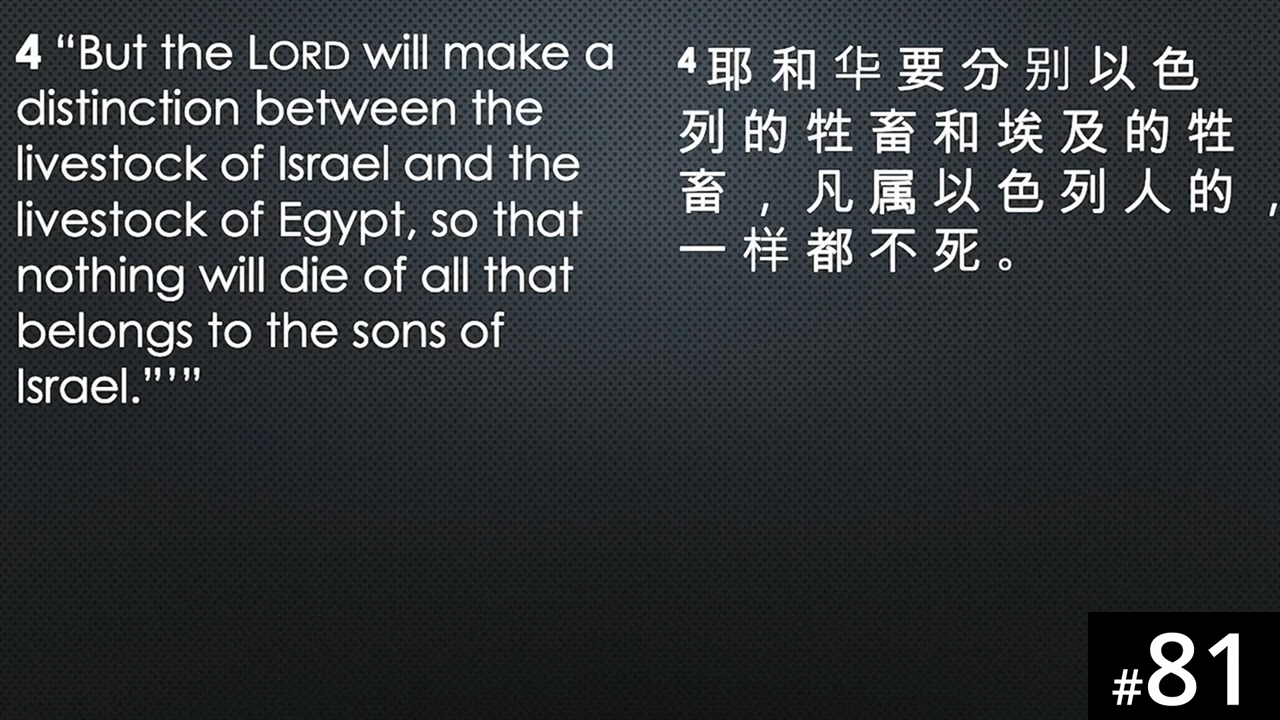 4 “But the LORD will make a
distinction between the
livestock of Israel and the
livestock of Egypt, so that
nothing will die of all that
belongs to the sons of
Israel.”’”
4耶和华要分别以色
列的牲畜和埃及的牲
畜，凡属以色列人的，
一样都不死。
#81